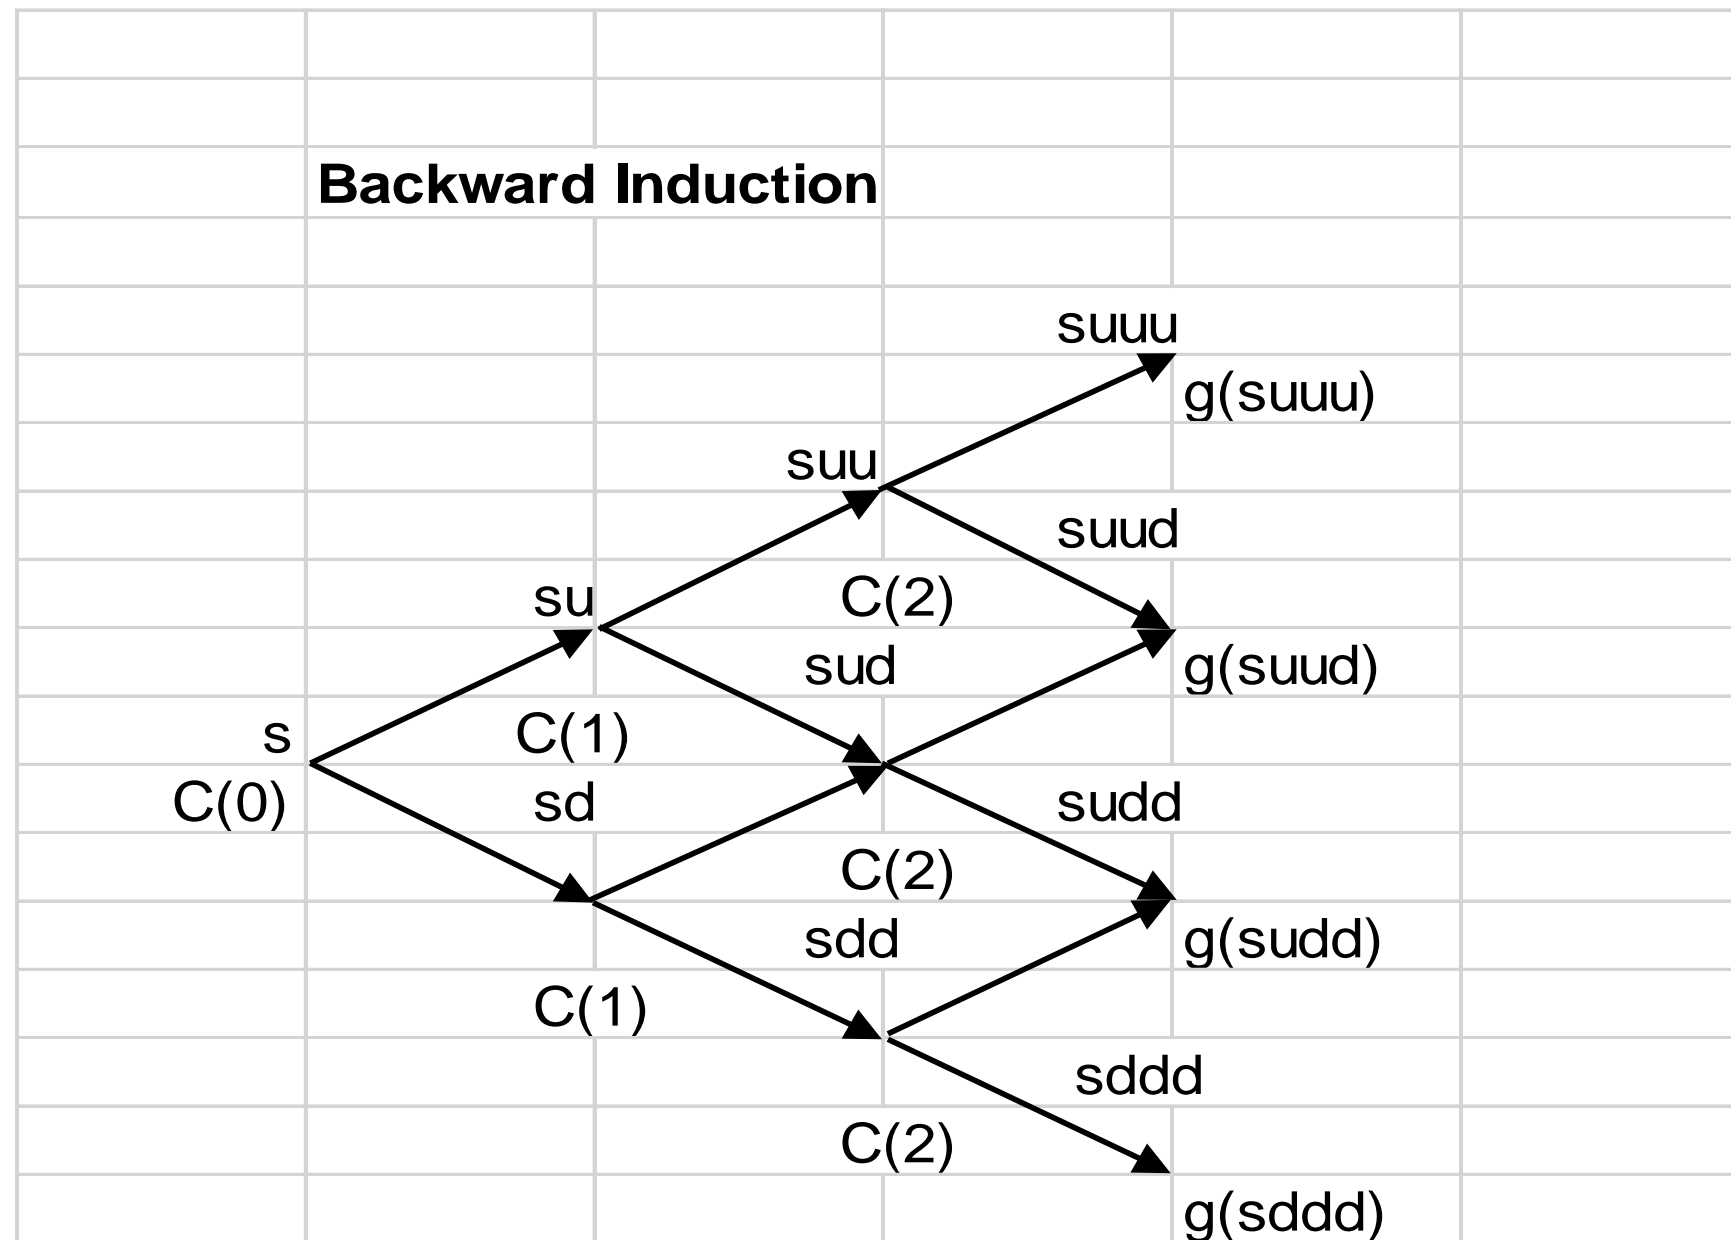 Backward Induction
suuu
g(suuu)
suu
suud
su
C(2)
sud
g(suud)
s
C(1)
C(0)
sd
sudd
C(2)
sdd
g(sudd)
C(1)
sddd
C(2)
g(sddd)